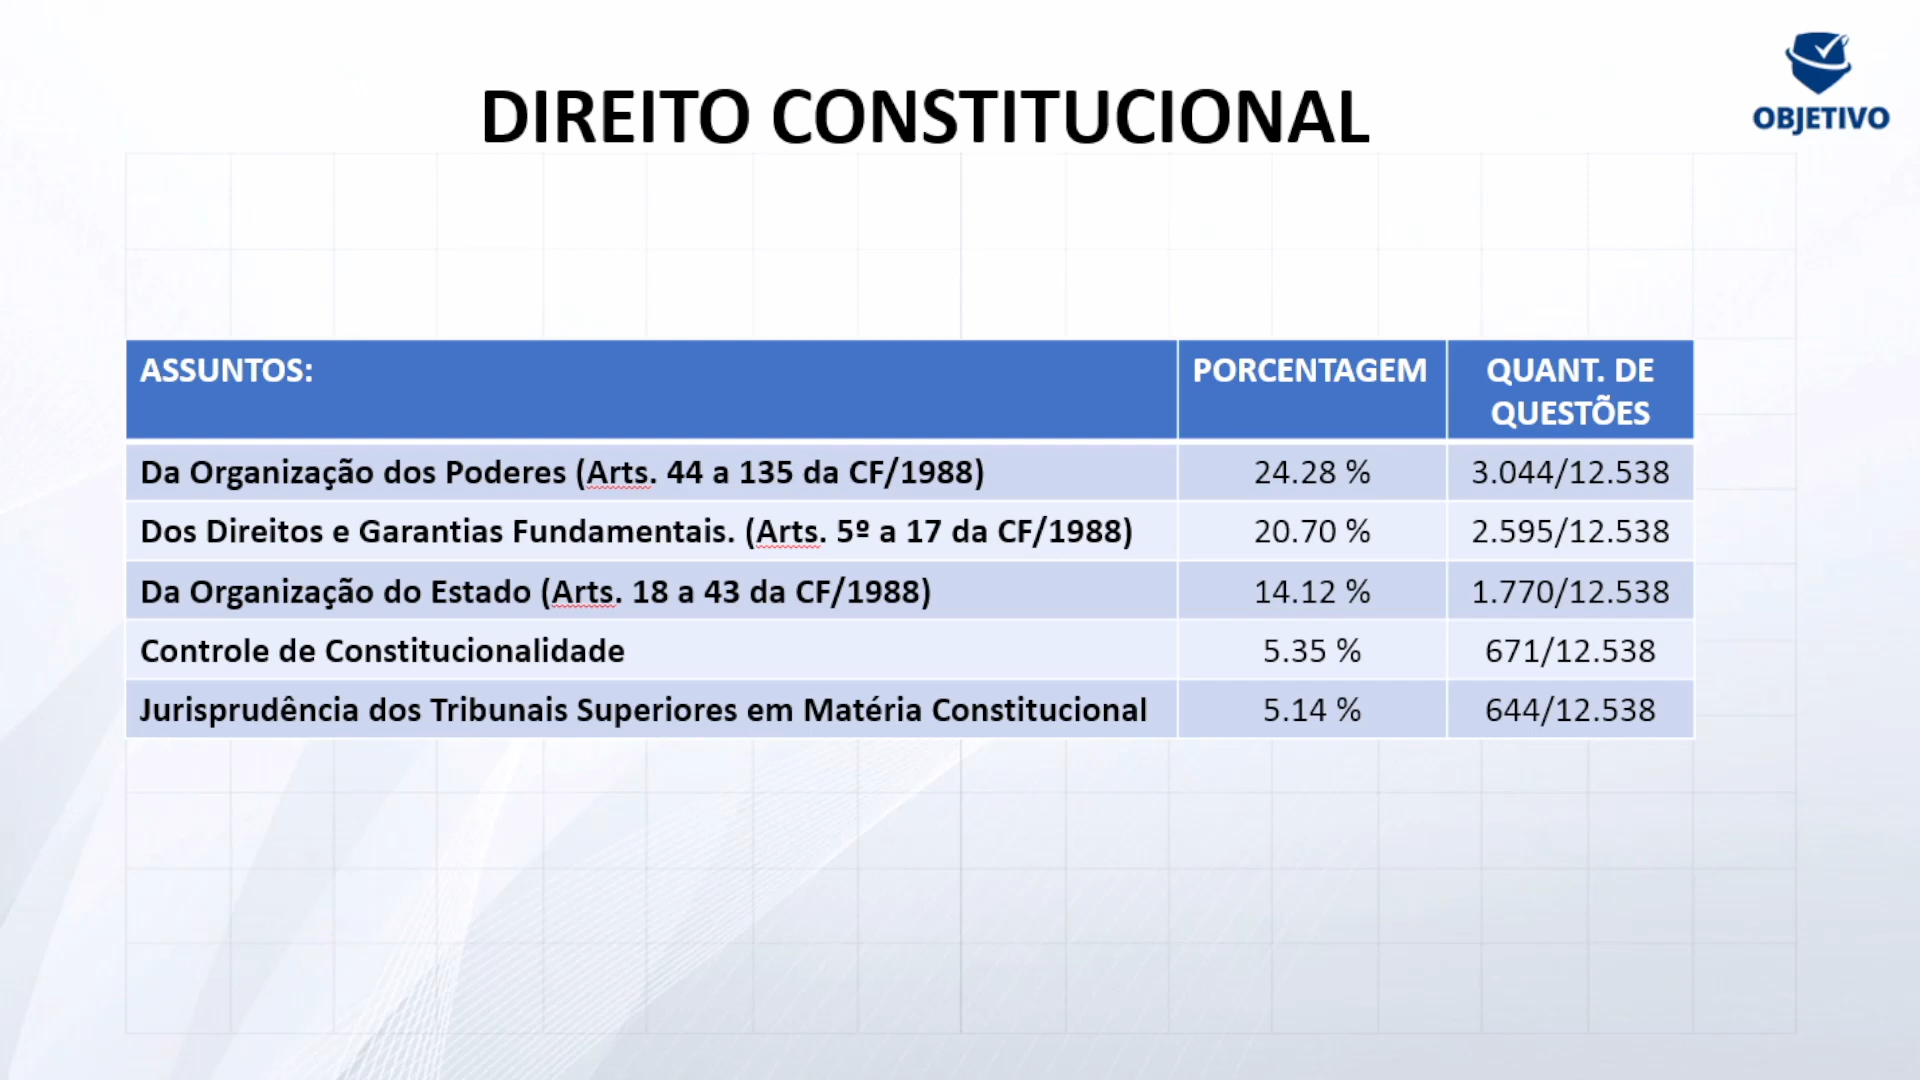 OBJETIVO
DIREITO CONSTITUCIONAL
ASSUNTOS: PORCENTAGEM QUANT. DE
QUESTÕES
Da Organização dos Poderes (Arts. 44 a 135 da CF/1988) 24.28 % 3.044/12.538
Dos Direitos e Garantias Fundamentais. (Arts. 5º a 17 da CF/1988) 20.70 % 2.595/12.538
Da Organização do Estado (Arts. 18 a 43 da CF/1988) 14.12 % 1.770/12.538
Controle de Constitucionalidade 5.35 % 671/12.538
Jurisprudência dos Tribunais Superiores em Matéria Constitucional 5.14 % 644/12.538